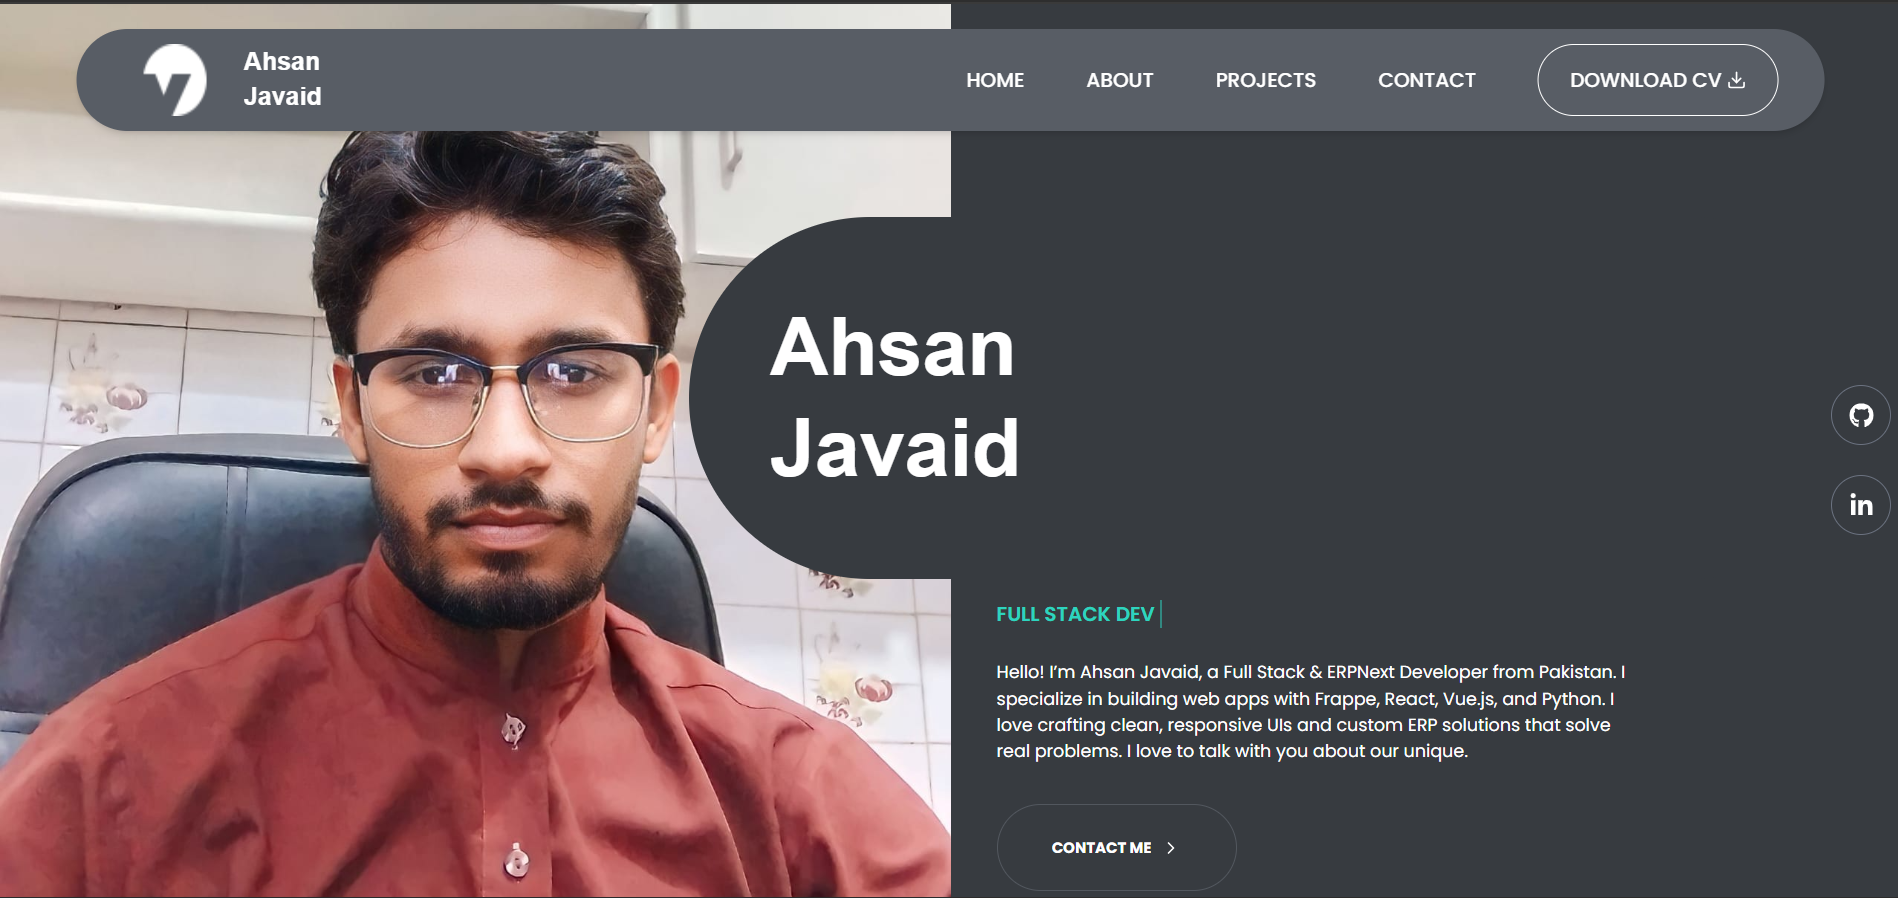 Ahsan
Javaid
HOME
ABOUT
PROJECTS
CONTACT
DOWNLOAD CV
Ahsan
Javaid
FULL STACK DEV
Hello! I’m Ahsan Javaid, a Full Stack & ERPNext Developer from Pakistan. I
specialize in building web apps with Frappe, React, Vue.js, and Python. I
love crafting clean, responsive UIs and custom ERP solutions that solve
real problems. I love to talk with you about our unique.
CONTACT ME
in